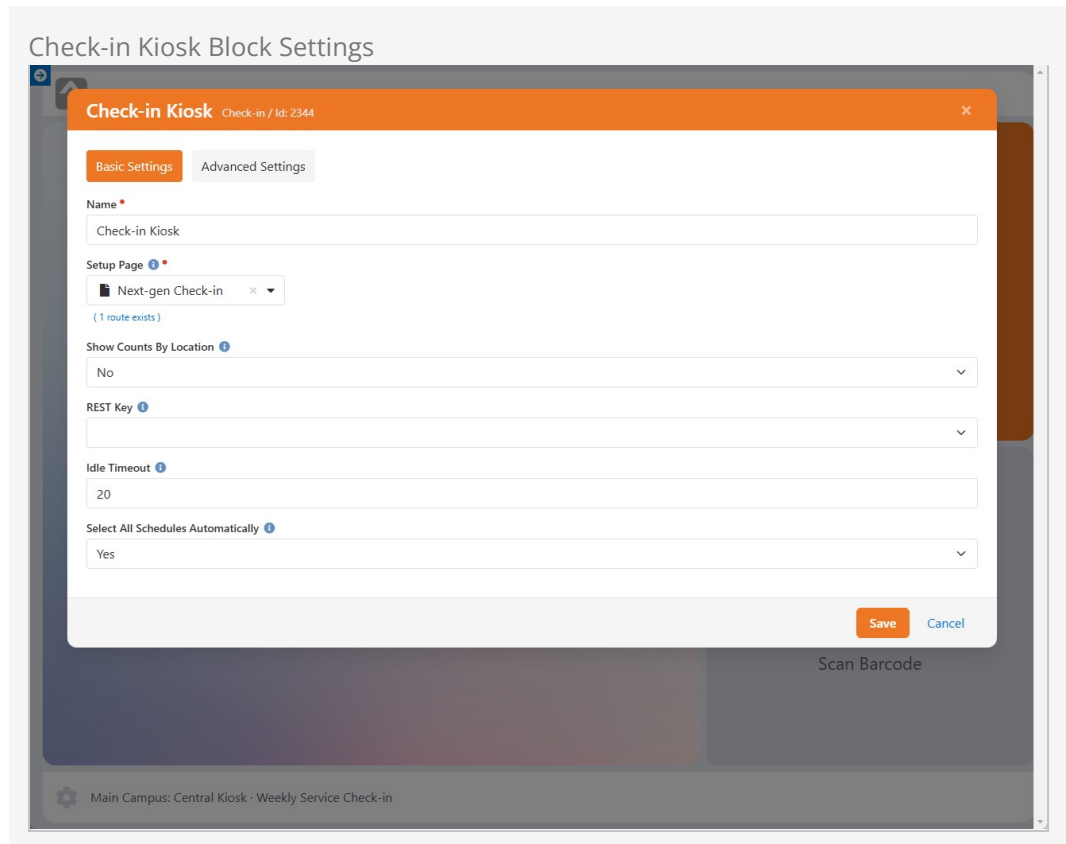 Check-in Kiosk Block Settings
Check-in Kiosk Check-in / Id: 2344
Basic Settings Advanced Settings
Name
Check-in Kiosk
Setup Page
Next-gen Check-in
( 1 route exists )
Show Counts By Location
No
REST Key
Idle Timeout
20
Select All Schedules Automatically
Yes
Save Cancel
Scan Barcode
Main Campus: Central Kiosk · Weekly Service Check-in